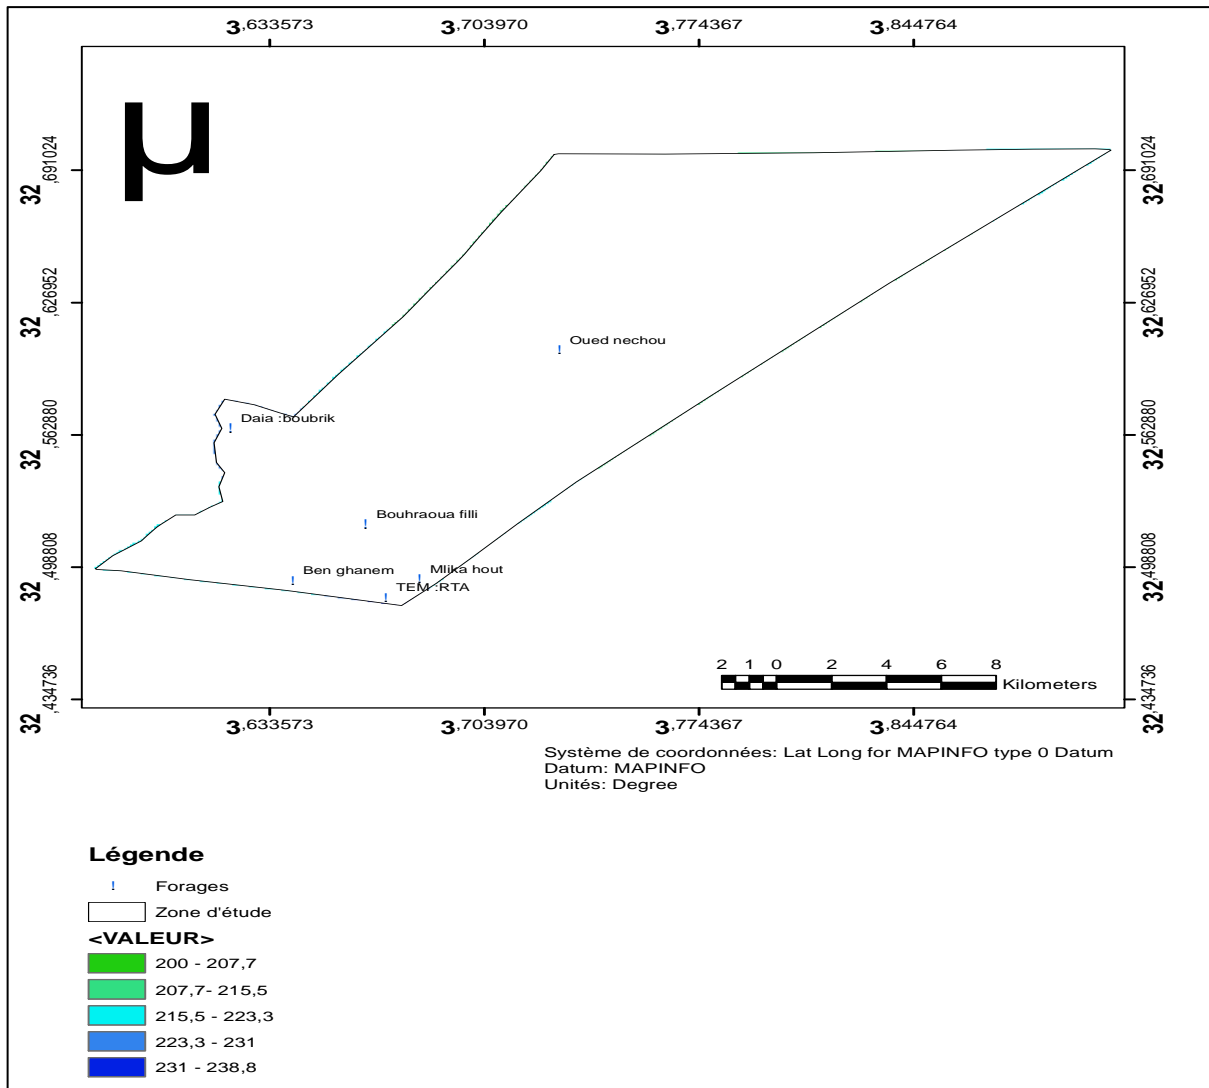 3,633573 3,703970 3,774367 3,844764
µ
32,691024 32,691024
32,626952 32,626952
Oued nechou
Daia :boubrik
32,562880 32,562880
Bouhraoua filli
32,498808 32,498808
Ben ghanem Mlika hout
TEM :RTA
2 1 0 2 4 6 8
Kilometers
32,434736 32,434736
3,633573 3,703970 3,774367 3,844764
Système de coordonnées: Lat Long for MAPINFO type 0 Datum
Datum: MAPINFO
Unités: Degree
Légende
! Forages
Zone d'étude
<VALEUR>
200 - 207,7
207,7- 215,5
215,5 - 223,3
223,3 - 231
231 - 238,8